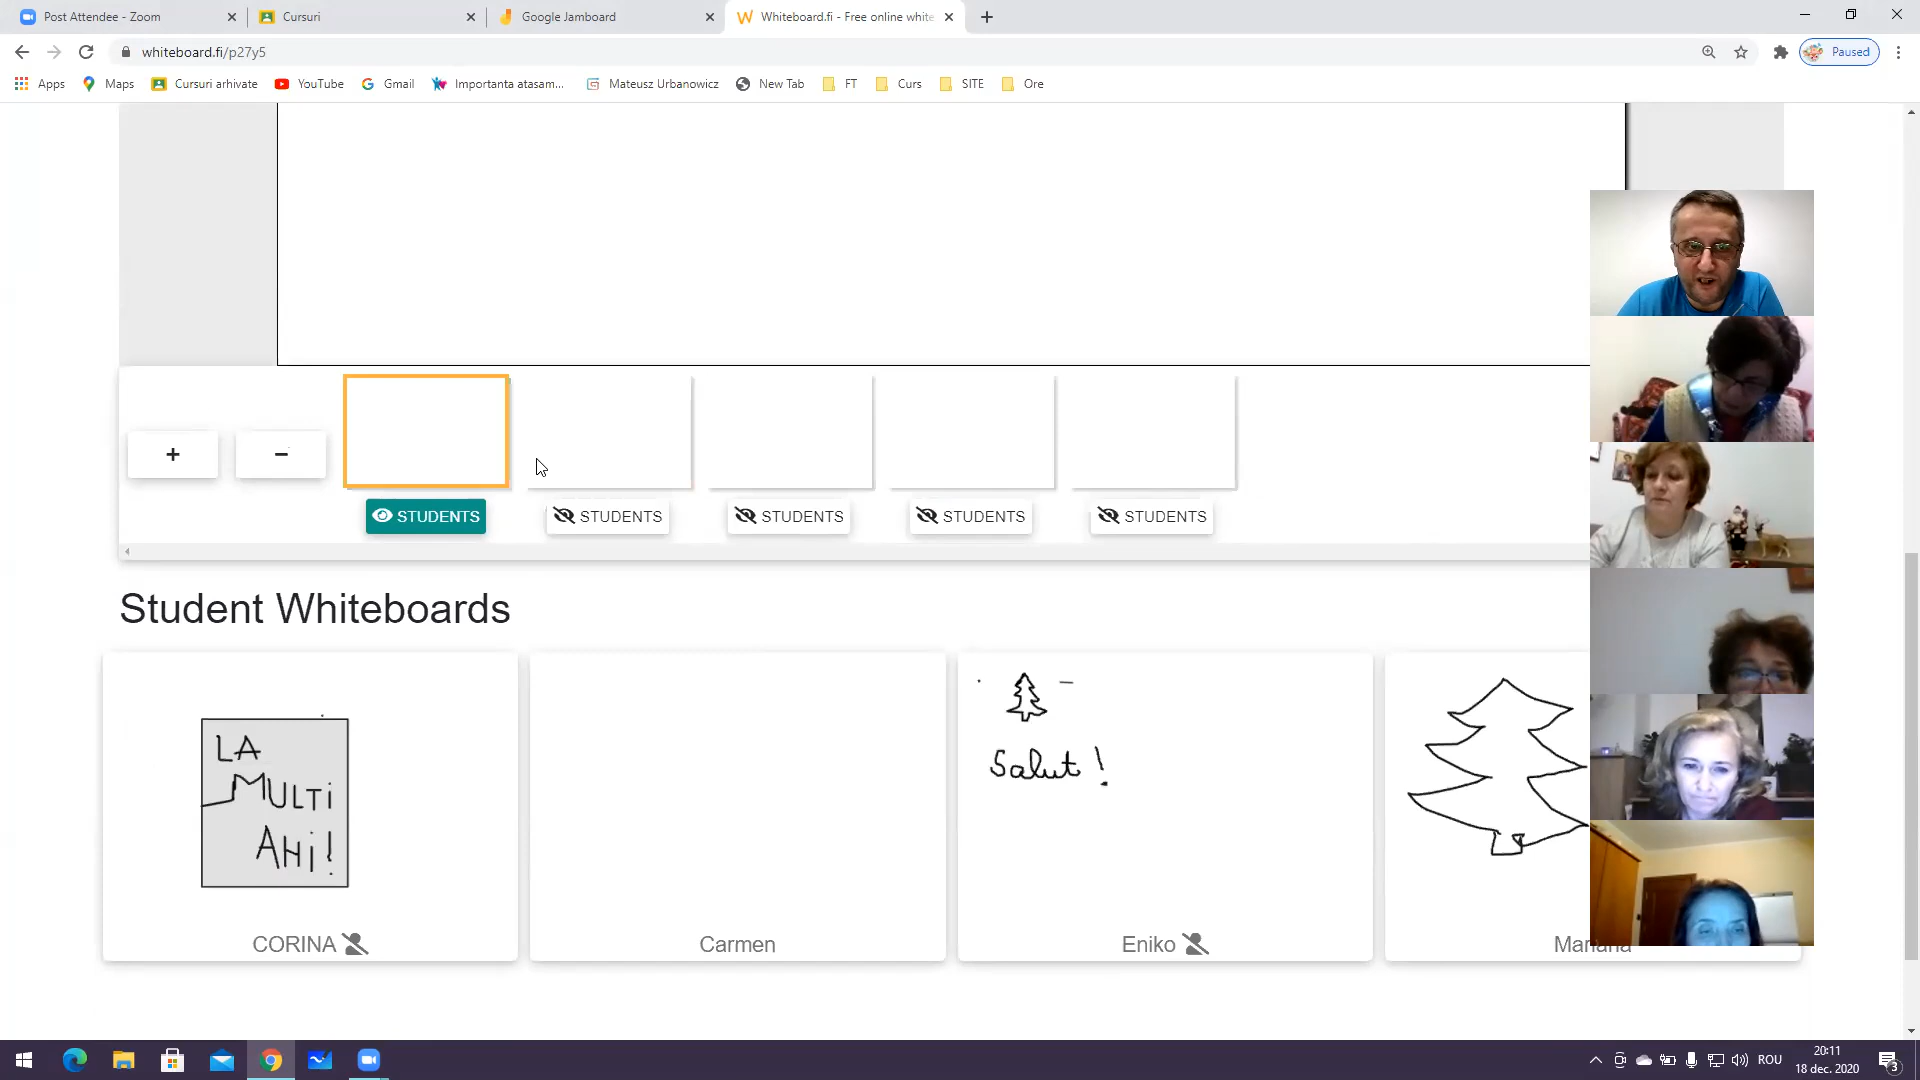 Post Attendee - Zoom
Cursuri
Google Jamboard
Whiteboard.fi - Free online white
whiteboard.fi/p27y5
Paused
Apps
Maps
Cursuri arhivate
YouTube
Gmail
Importanta atasam...
Mateusz Urbanowicz
New Tab
FT
Curs
SITE
Ore
+
−
STUDENTS
STUDENTS
STUDENTS
STUDENTS
STUDENTS
Student Whiteboards
LA
MULTI
AHI!
Salut!
CORINA
Carmen
Eniko
Mariana
ROU
20:11
18 dec. 2020
3